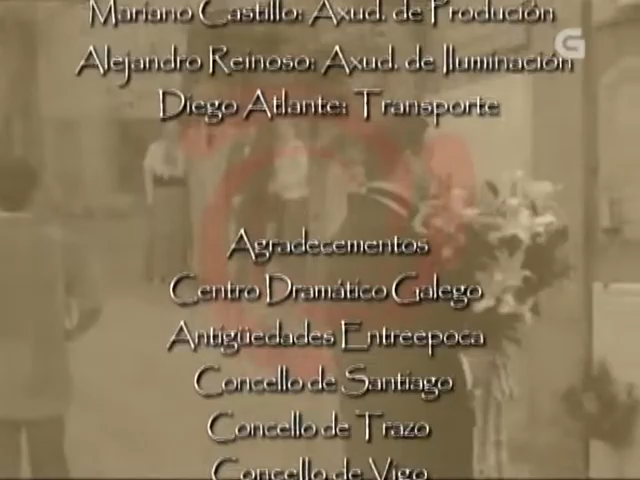 Mariano Castillo: Axud. de Produción
Alejandro Reinoso: Axud. de Iluminación
Diego Atlante: Transporte
Agradecementos
Centro Dramático Galego
Antigüedades Entreepoca
Concello de Santiago
Concello de Trazo
Concello de Vigo